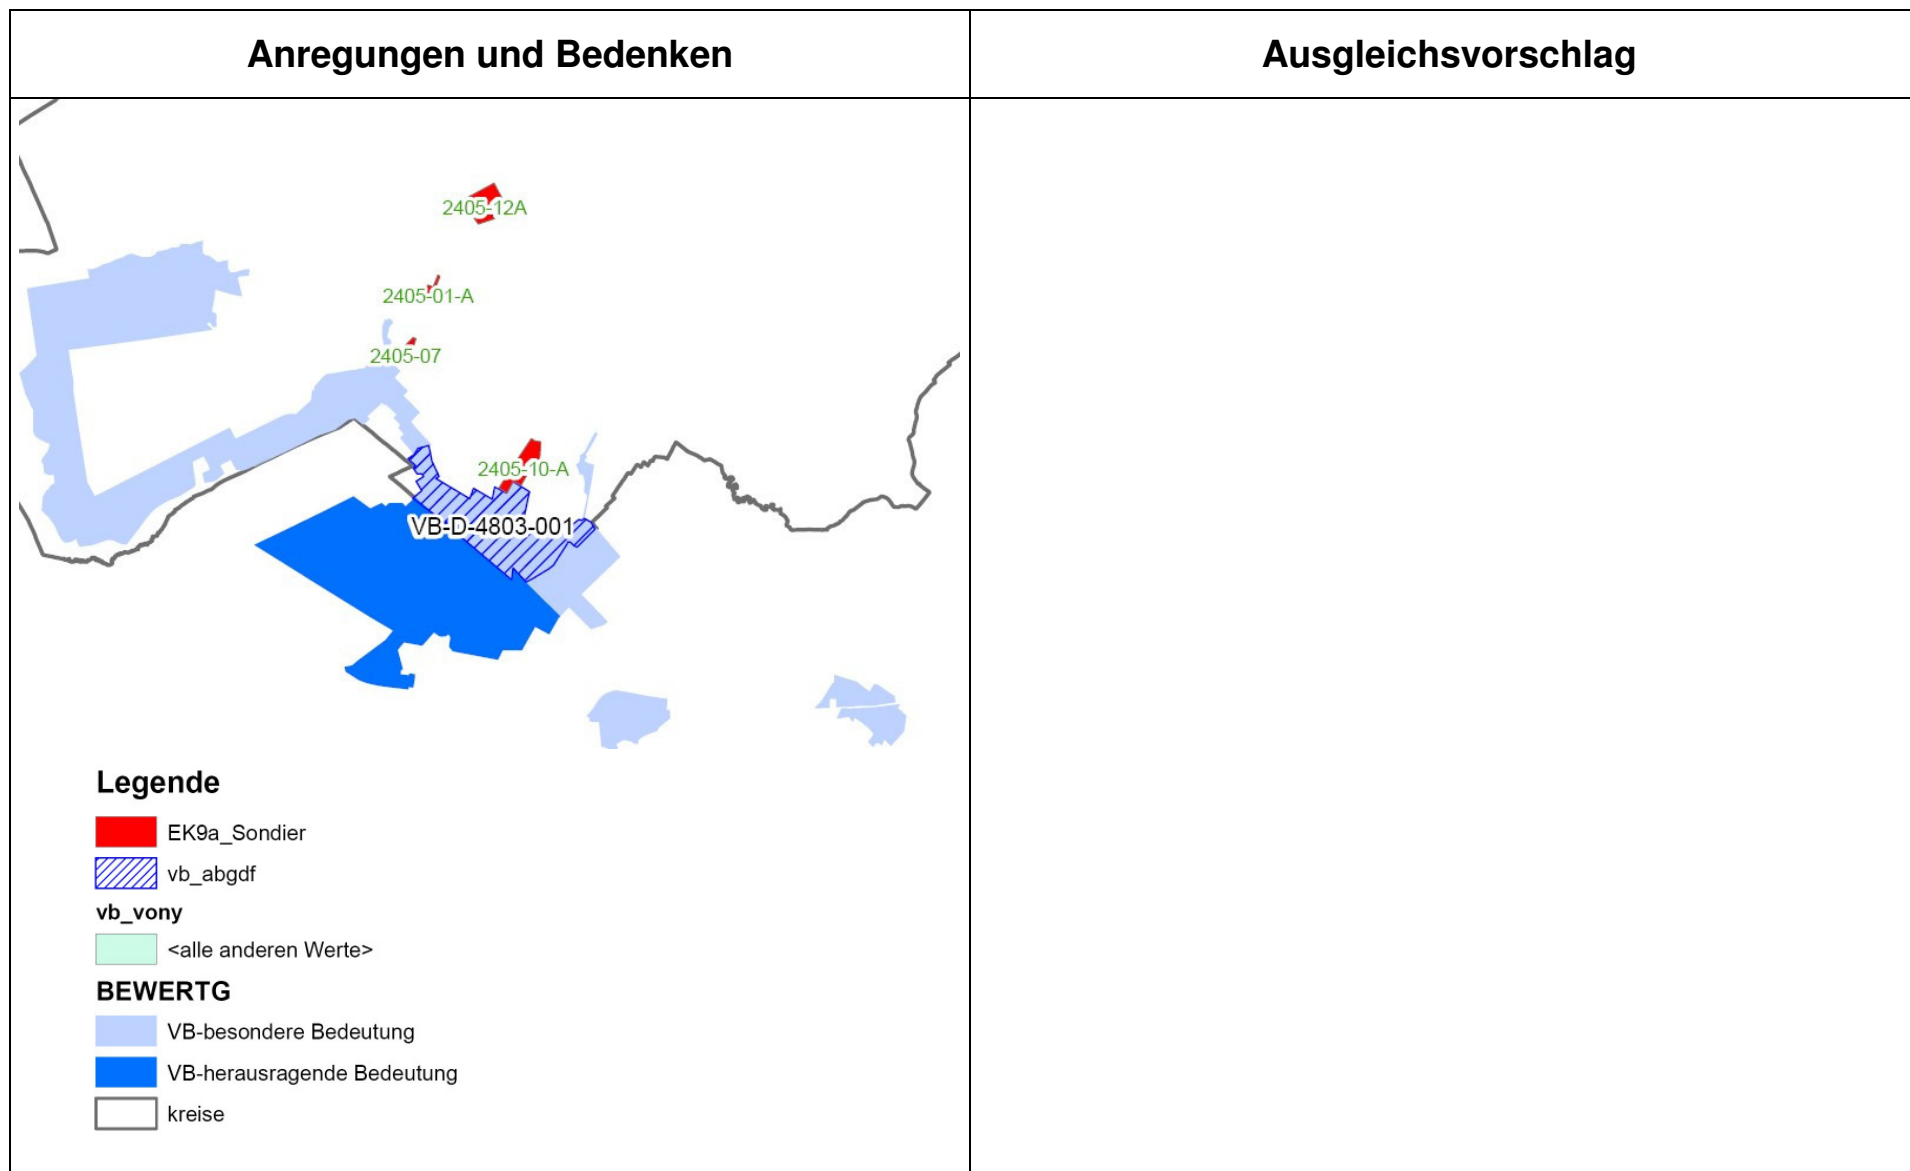 Anregungen und Bedenken
Ausgleichsvorschlag
2405-12A
2405-01-A
2405-07
2405-10-A
VB-D-4803-001
Legende
EK9a_Sondier
vb_abgdf
vb_vony
<alle anderen Werte>
BEWERTG
VB-besondere Bedeutung
VB-herausragende Bedeutung
kreise